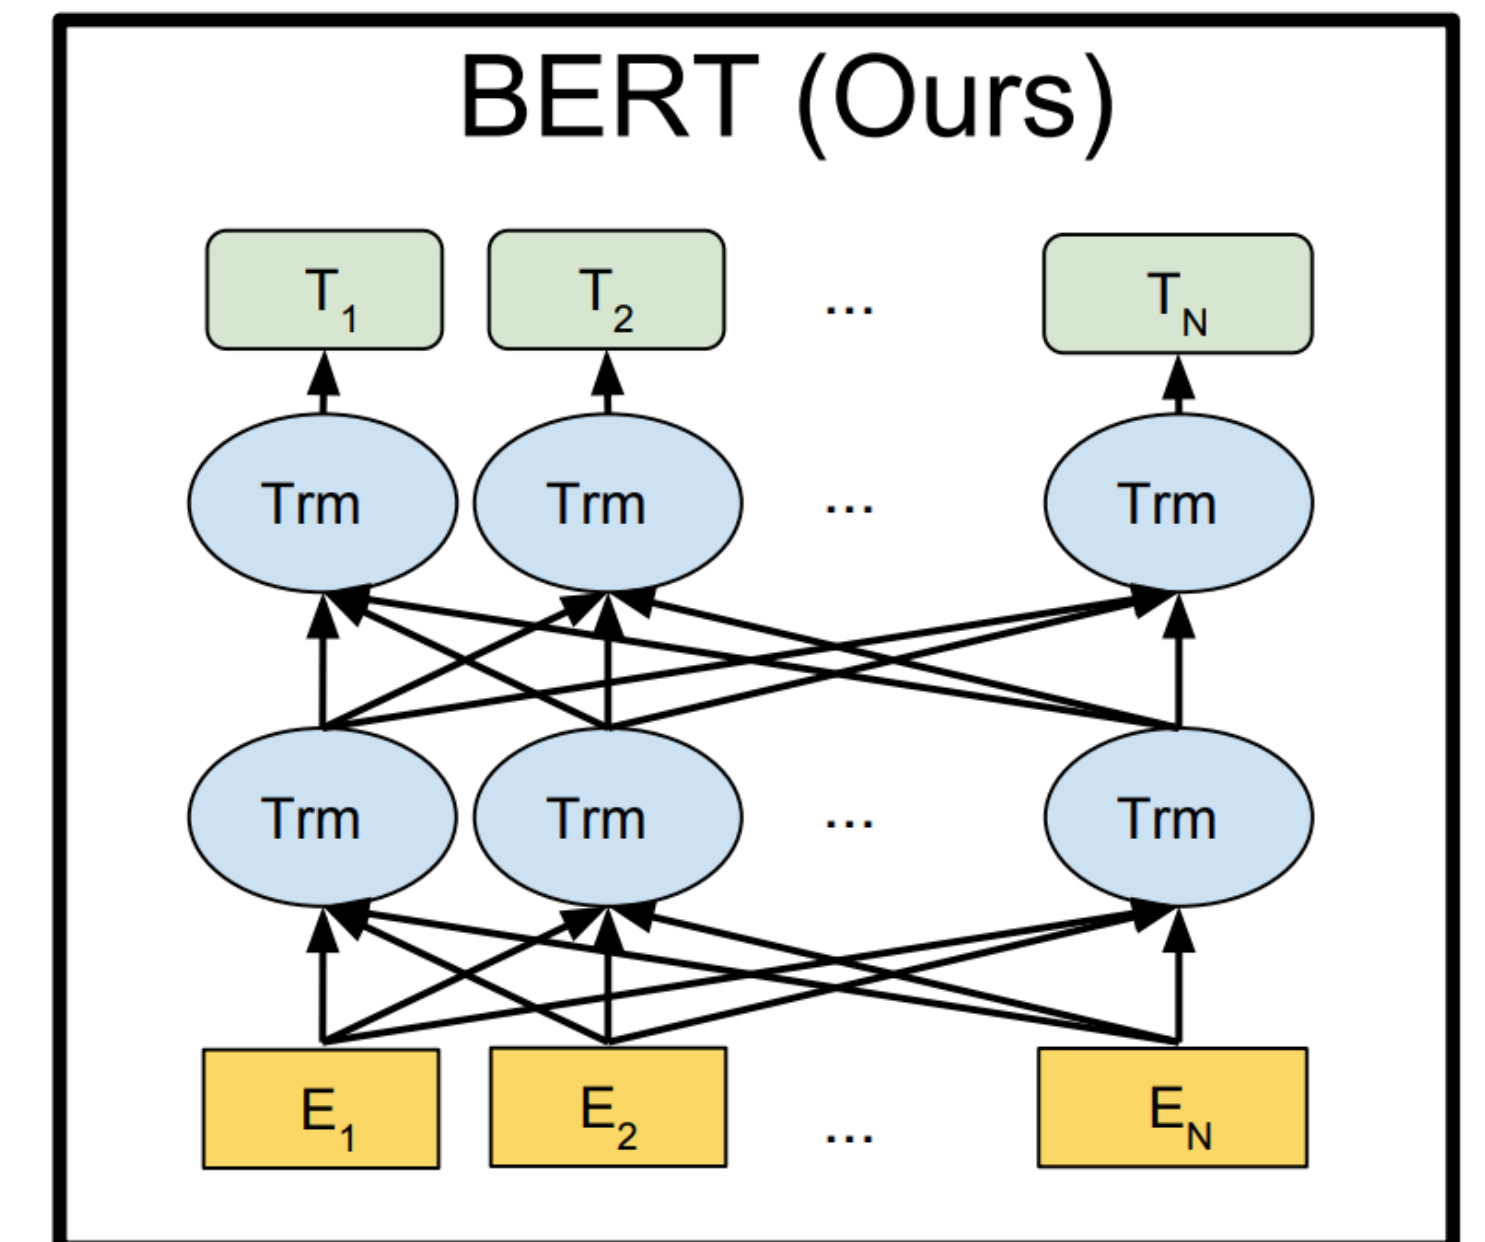 BERT (Ours)
T1 T2 ... TN
Trm Trm ... Trm
Trm Trm ... Trm
E1 E2 ... EN